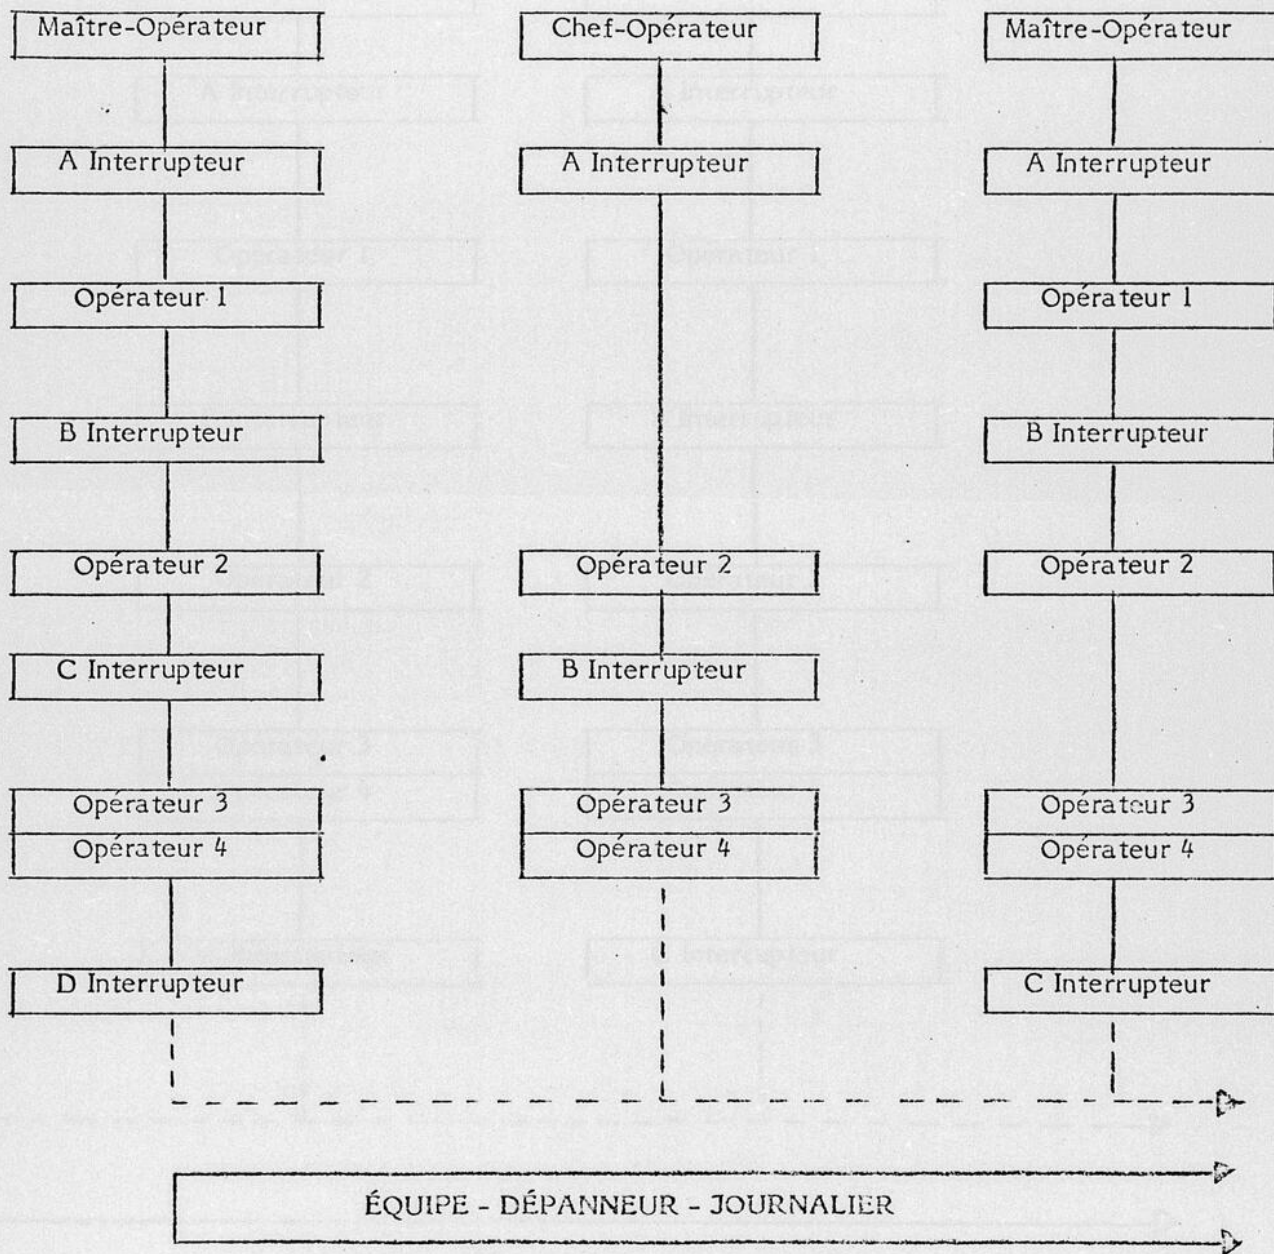 Maître-Opérateur
Chef-Opérateur
Maître-Opérateur
A Interrupteur
A Interrupteur
A Interrupteur
Opérateur 1
Opérateur 1
B Interrupteur
B Interrupteur
Opérateur 2
Opérateur 2
Opérateur 2
C Interrupteur
B Interrupteur
Opérateur 3
Opérateur 3
Opérateur 3
Opérateur 4
Opérateur 4
Opérateur 4
D Interrupteur
C Interrupteur
ÉQUIPE - DÉPANNEUR - JOURNALIER